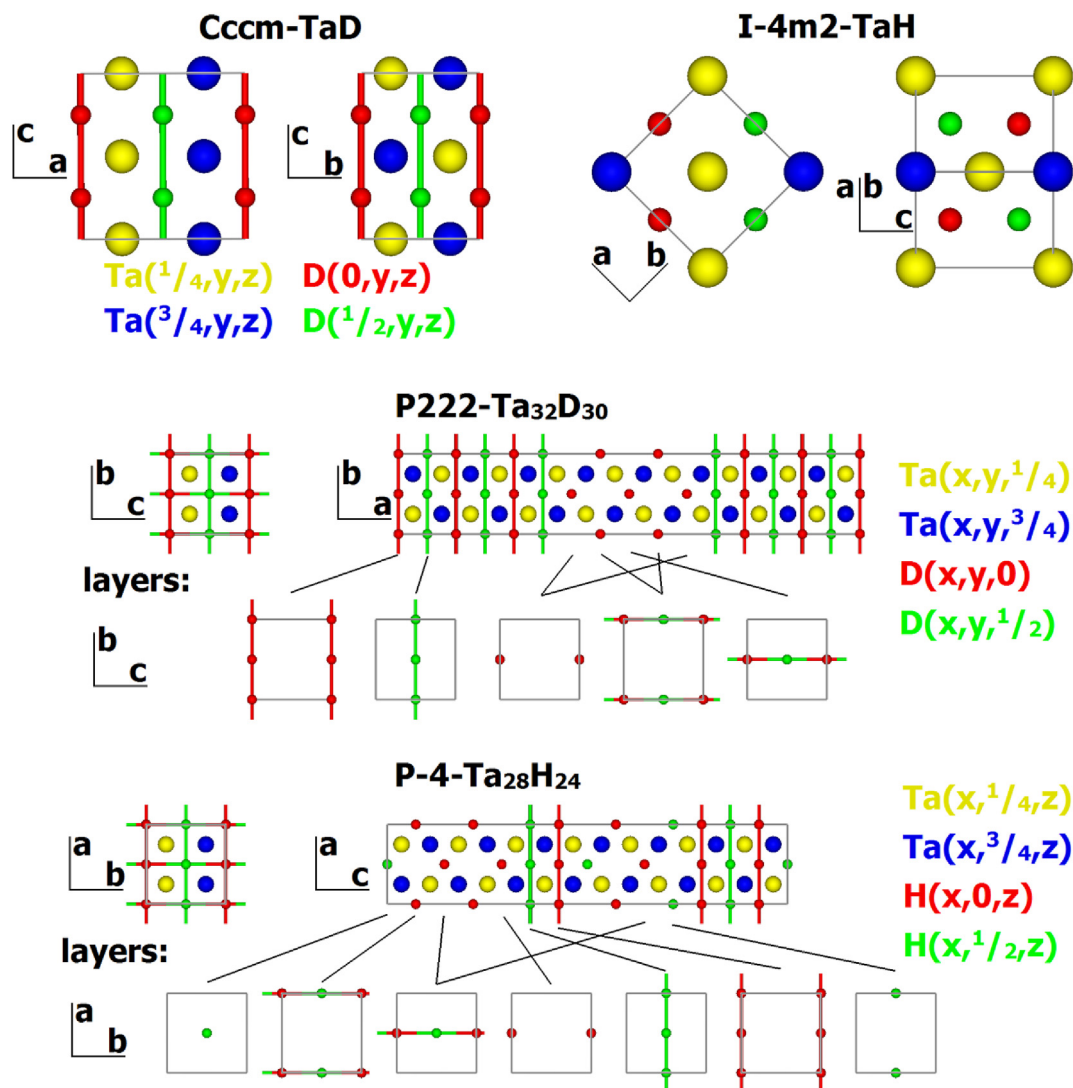 Cccm-TaD
I-4m2-TaH
c
a
c
b
a
b
a b
c
Ta(¹/₄,y,z)
D(0,y,z)
Ta(³/₄,y,z)
D(¹/₂,y,z)
P222-Ta₃₂D₃₀
b
c
b
a
Ta(x,y,¹/₄)
Ta(x,y,³/₄)
D(x,y,0)
D(x,y,¹/₂)
layers:
b
c
P-4-Ta₂₈H₂₄
a
b
a
c
Ta(x,¹/₄,z)
Ta(x,³/₄,z)
H(x,0,z)
H(x,¹/₂,z)
layers:
a
b